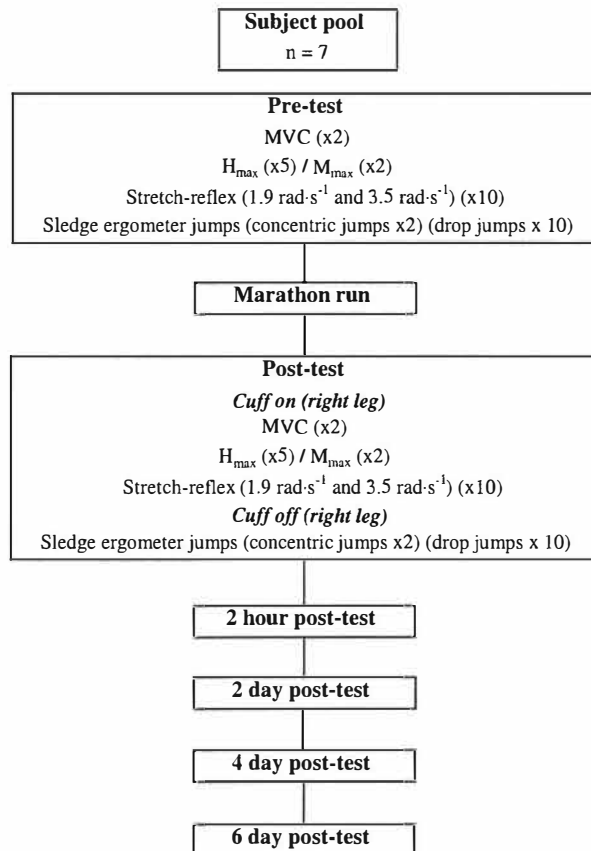 Subject pool
n = 7
Pre-test
MVC (x2)
Hmax (x5) / Mmax (x2)
Stretch-reflex (1.9 rad·s-1 and 3.5 rad·s-1) (x10)
Sledge ergometer jumps (concentric jumps x2) (drop jumps x 10)
Marathon run
Post-test
Cuff on (right leg)
MVC (x2)
Hmax (x5) / Mmax (x2)
Stretch-reflex (1.9 rad·s-1 and 3.5 rad·s-1) (x10)
Cuff off (right leg)
Sledge ergometer jumps (concentric jumps x2) (drop jumps x 10)
2 hour post-test
2 day post-test
4 day post-test
6 day post-test